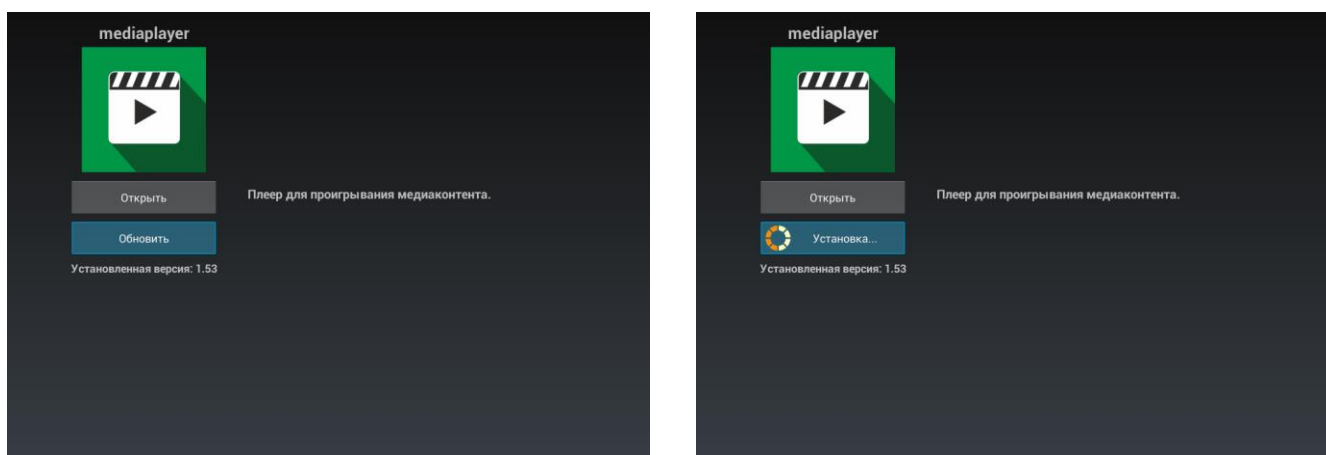 mediaplayer
Открыть
Плеер для проигрывания медиаконтента.
Обновить
Установленная версия: 1.53
mediaplayer
Открыть
Плеер для проигрывания медиаконтента.
Установка...
Установленная версия: 1.53